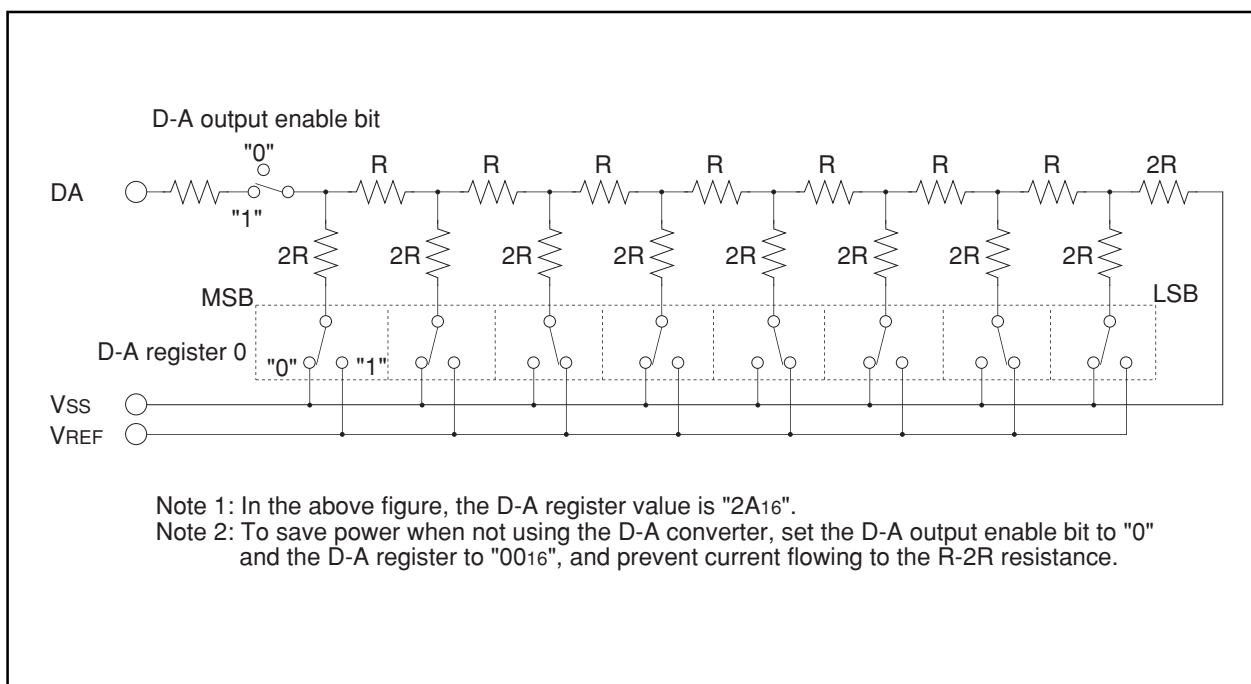 D-A output enable bit
"0"
R R R R R R R 2R
DA
"1"
2R 2R 2R 2R 2R 2R 2R 2R
MSB LSB
D-A register 0 "0" "1"
VSS
VREF
Note 1: In the above figure, the D-A register value is "2A16".
Note 2: To save power when not using the D-A converter, set the D-A output enable bit to "0"
and the D-A register to "0016", and prevent current flowing to the R-2R resistance.